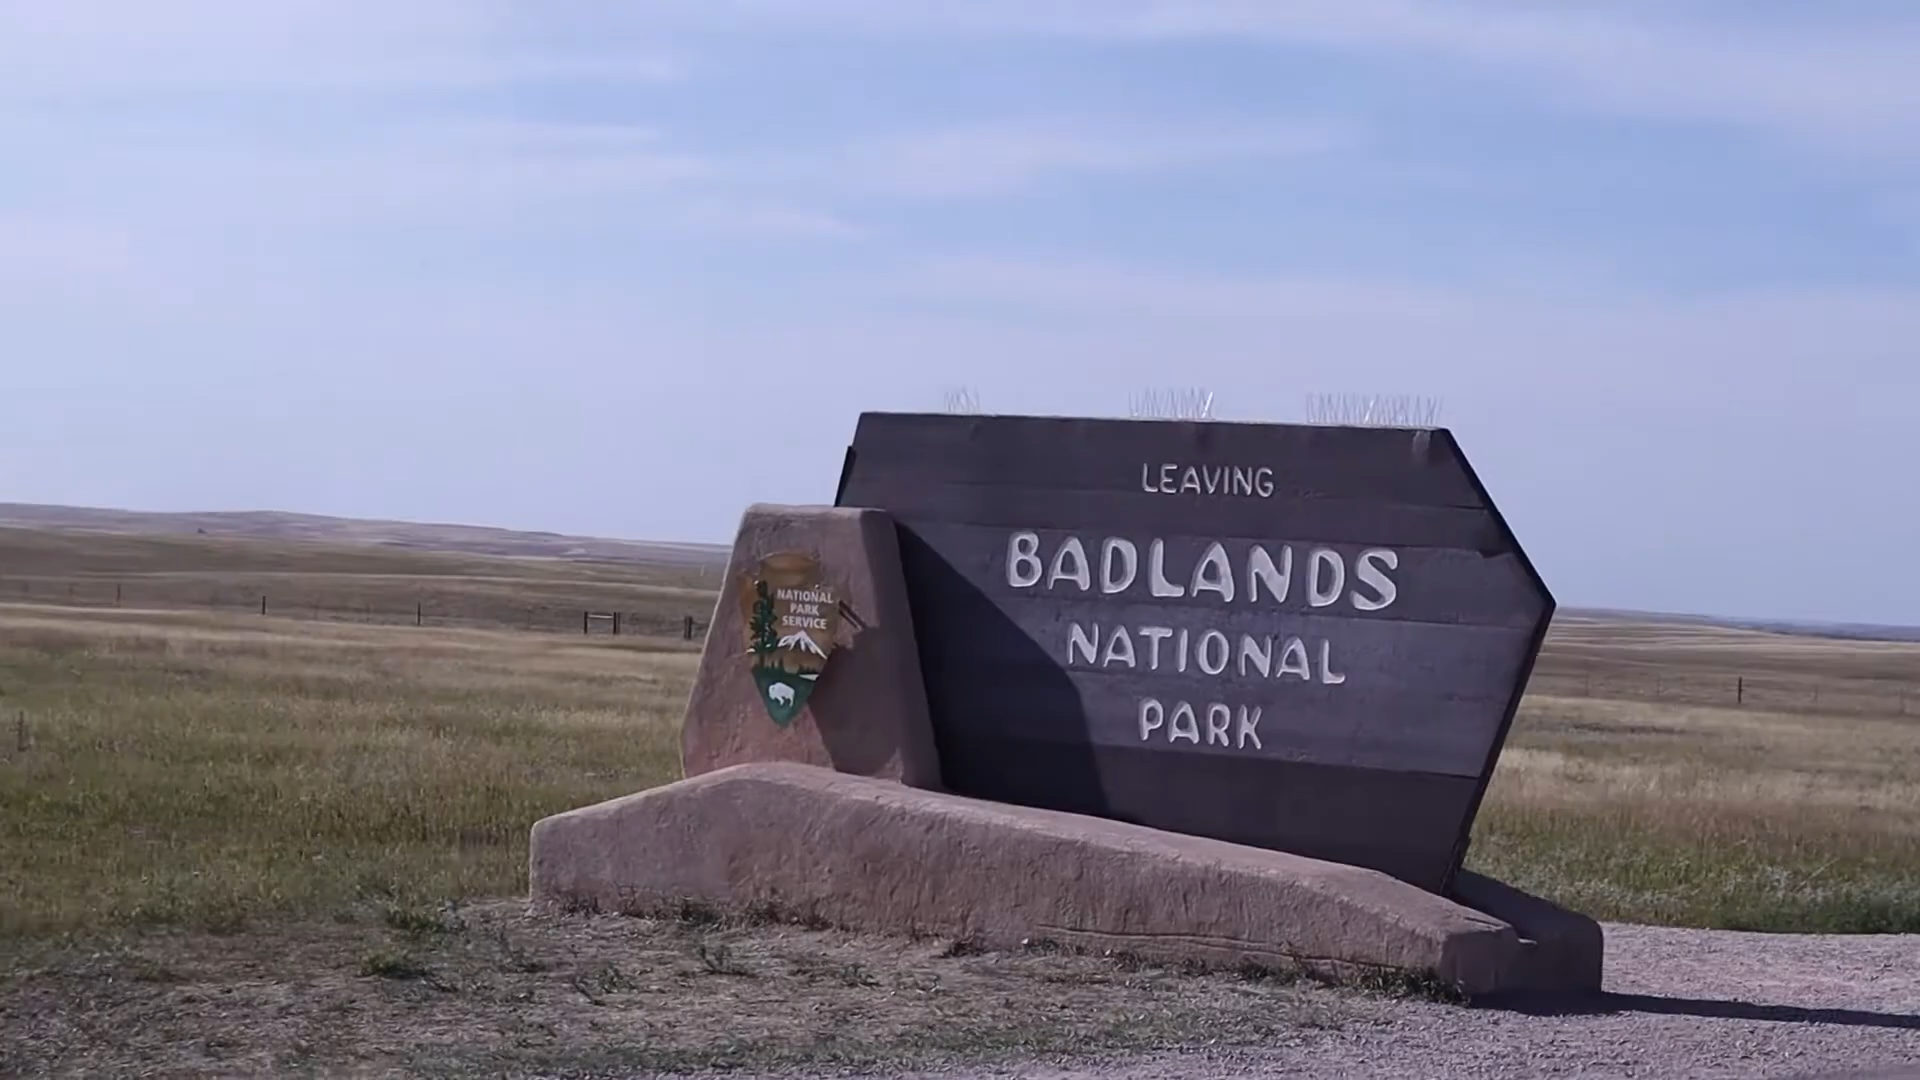 LEAVING
BADLANDS
NATIONAL
PARK
NATIONAL
PARK
SERVICE